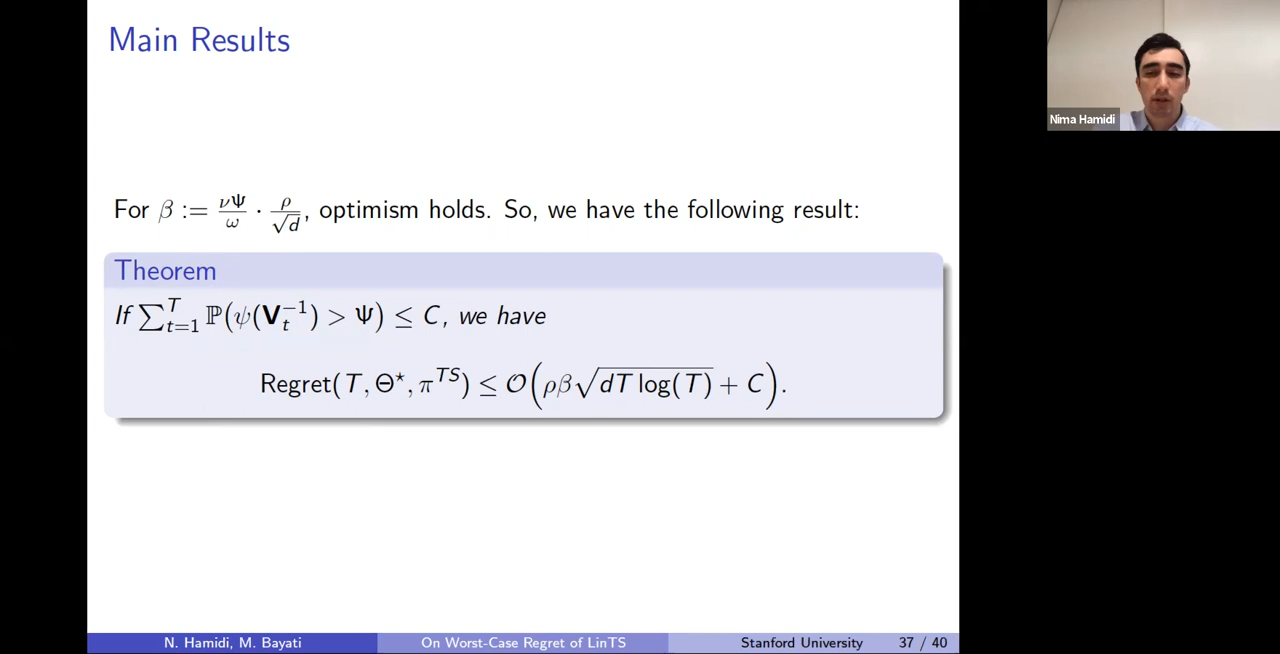 Main Results
For β := νΨ/ω · ρ/√d, optimism holds. So, we have the following result:
Theorem
If ∑_{t=1}^{T} ℙ(ψ(𝐕_t^{-1}) > Ψ) ≤ C, we have
Regret(T, Θ^⋆, π^{TS}) ≤ 𝒪(ρβ√(dT log(T)) + C).
N. Hamidi, M. Bayati
On Worst-Case Regret of LinTS
Stanford University
37 / 40
Nima Hamidi